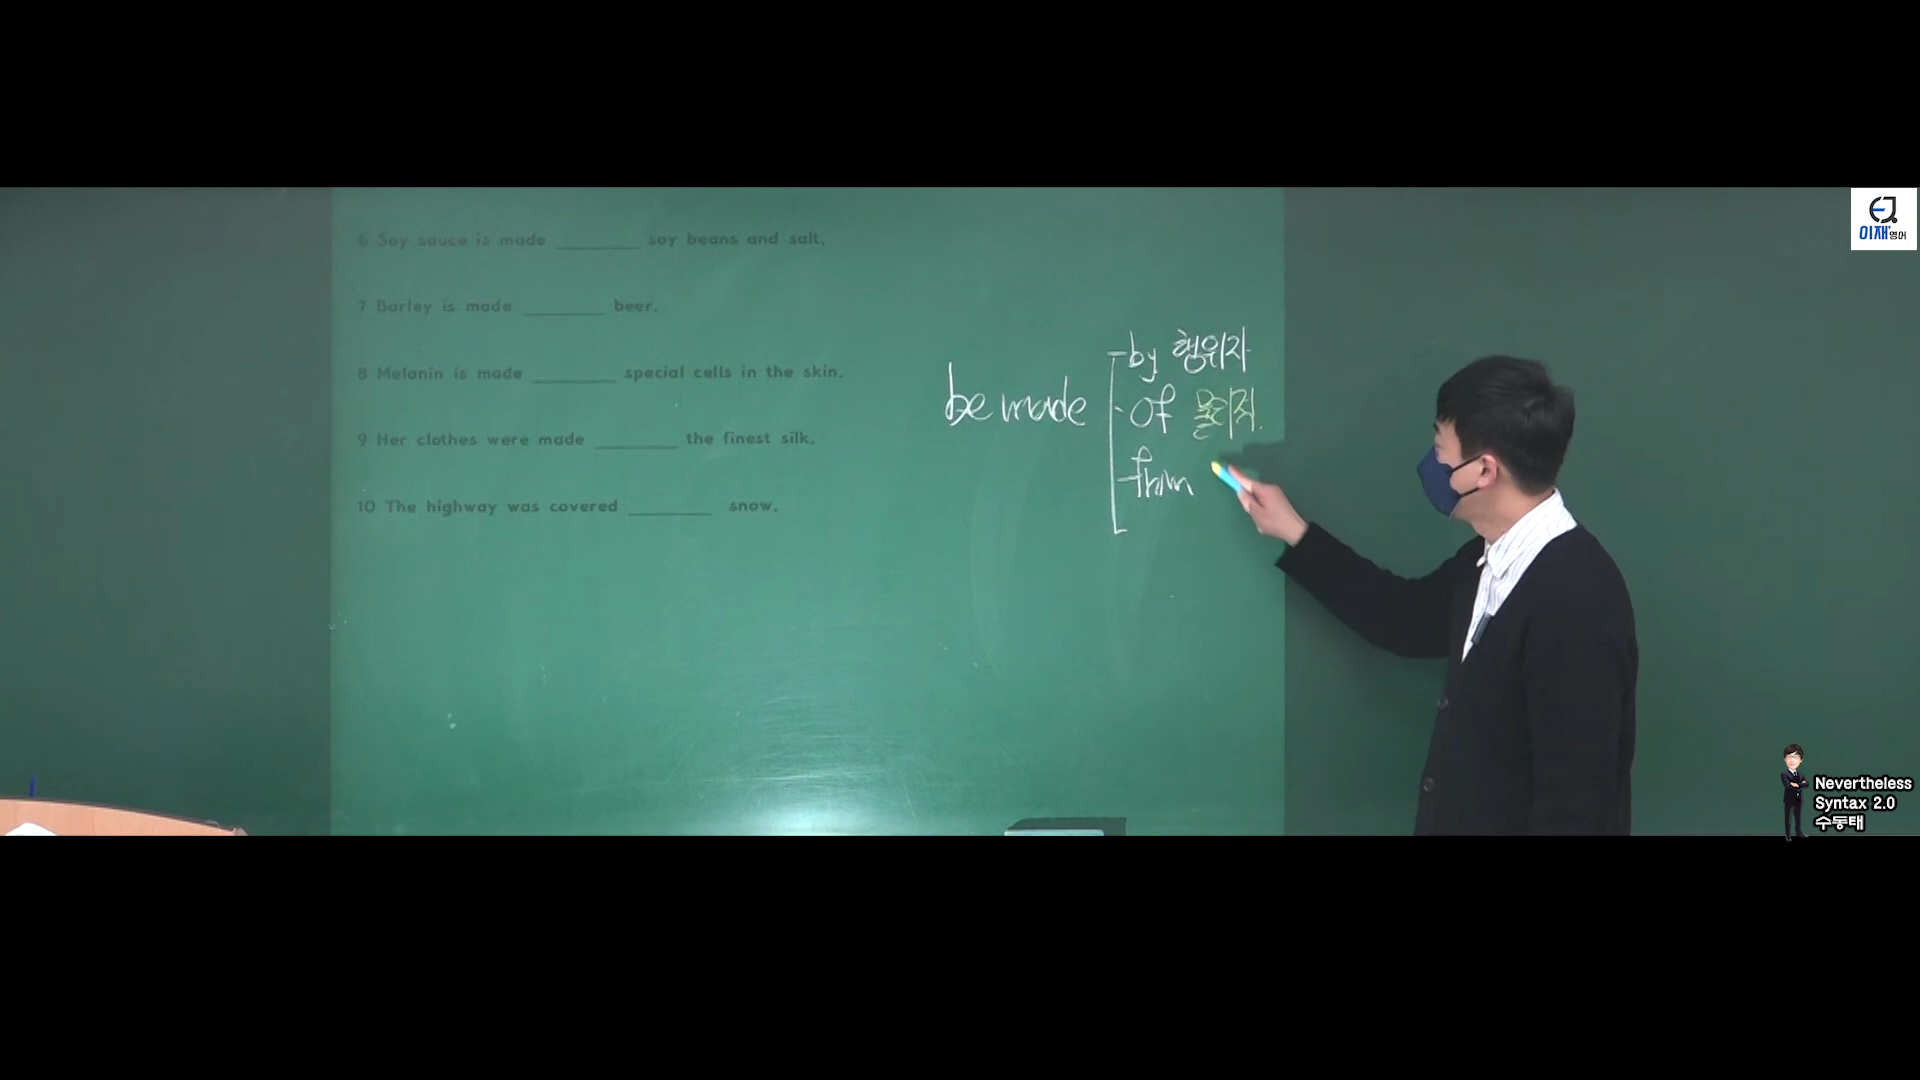 EJ
이재영어
6 Soy sauce is made ________ soy beans and salt.
7 Barley is made ________ beer.
8 Melanin is made ________ special cells in the skin.
9 Her clothes were made ________ the finest silk.
10 The highway was covered ________ snow.
be made
by 행위자
of 물리적
from
Nevertheless
Syntax 2.0
수동태